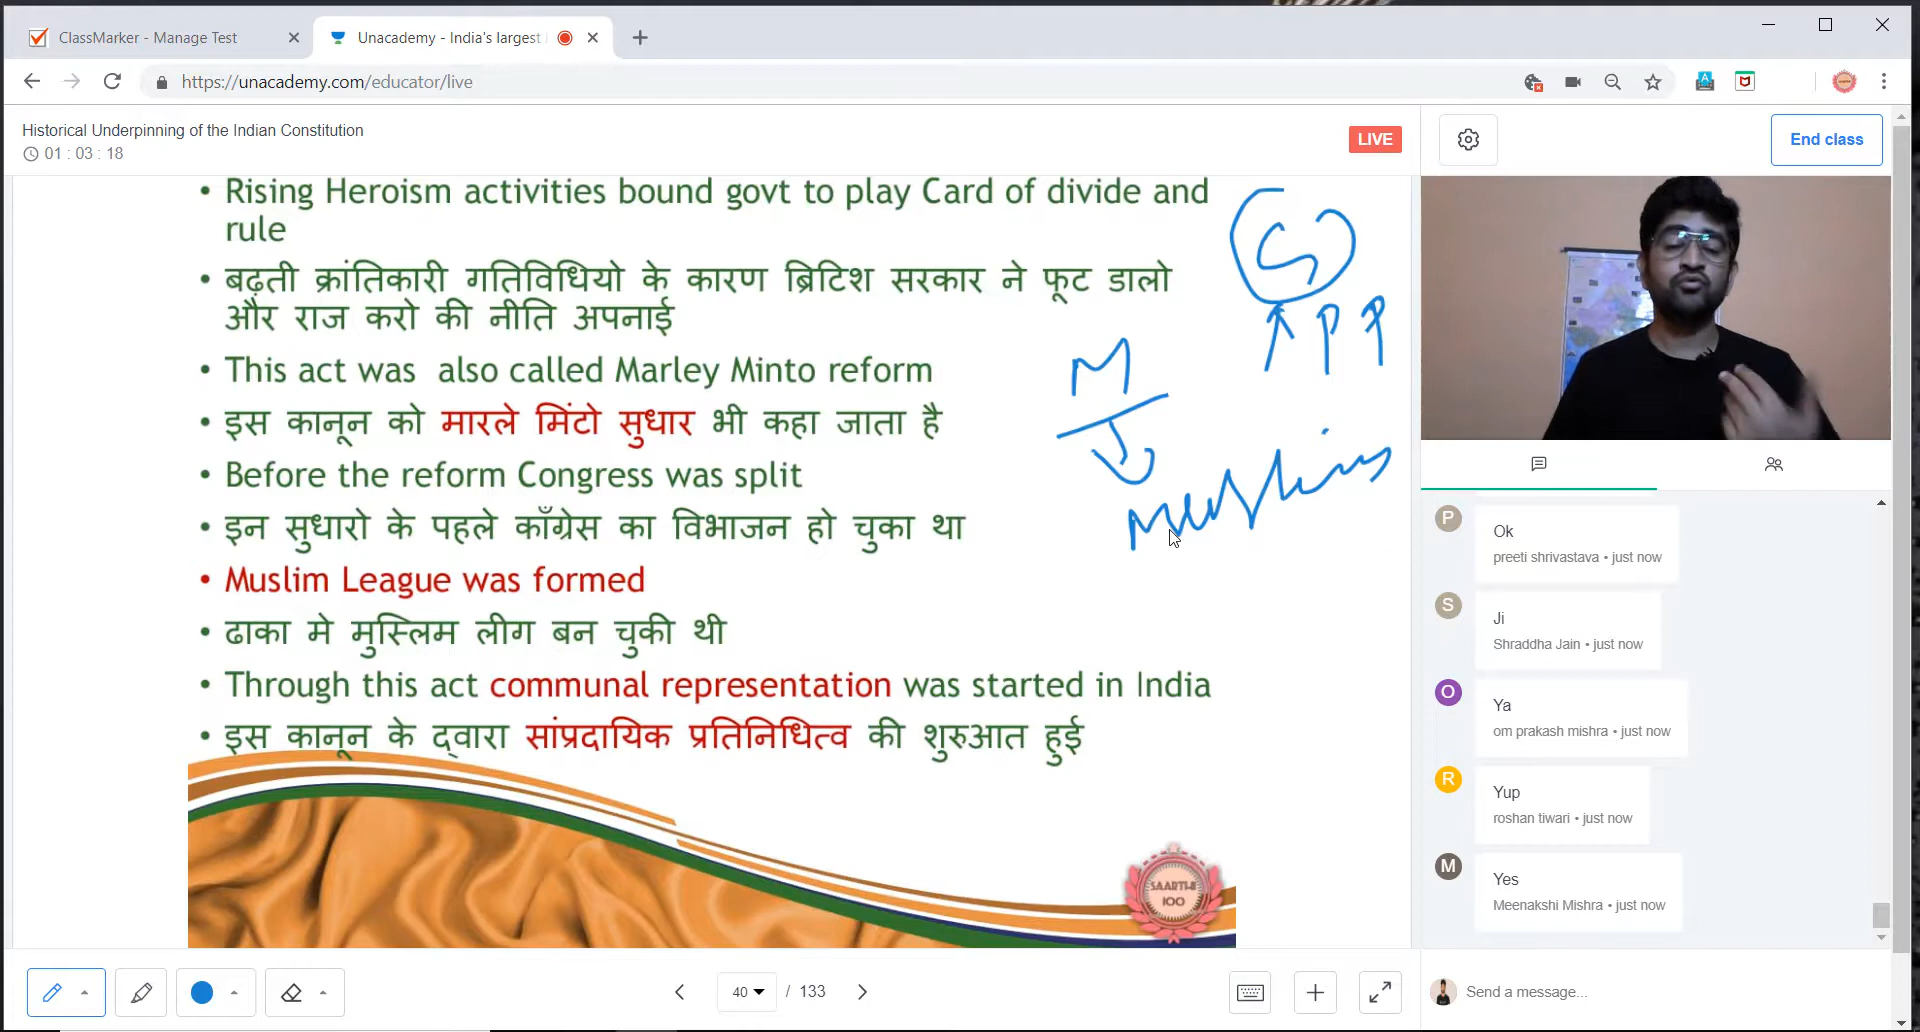 ClassMarker - Manage Test
Unacademy - India's largest
https://unacademy.com/educator/live
Historical Underpinning of the Indian Constitution
01 : 03 : 18
LIVE
End class
• Rising Heroism activities bound govt to play Card of divide and
rule
• बढ़ती क्रांतिकारी गतिविधियो के कारण ब्रिटिश सरकार ने फूट डालो
और राज करो की नीति अपनाई
• This act was also called Marley Minto reform
• इस कानून को मारले मिंटो सुधार भी कहा जाता है
• Before the reform Congress was split
• इन सुधारो के पहले काँग्रेस का विभाजन हो चुका था
• Muslim League was formed
• ढाका मे मुस्लिम लीग बन चुकी थी
• Through this act communal representation was started in India
• इस कानून के द्वारा सांप्रदायिक प्रतिनिधित्व की शुरुआत हुई
M
muslims
SAARTHI
100
P
Ok
preeti shrivastava • just now
S
Ji
Shraddha Jain • just now
O
Ya
om prakash mishra • just now
R
Yup
roshan tiwari • just now
M
Yes
Meenakshi Mishra • just now
40 / 133
Send a message...